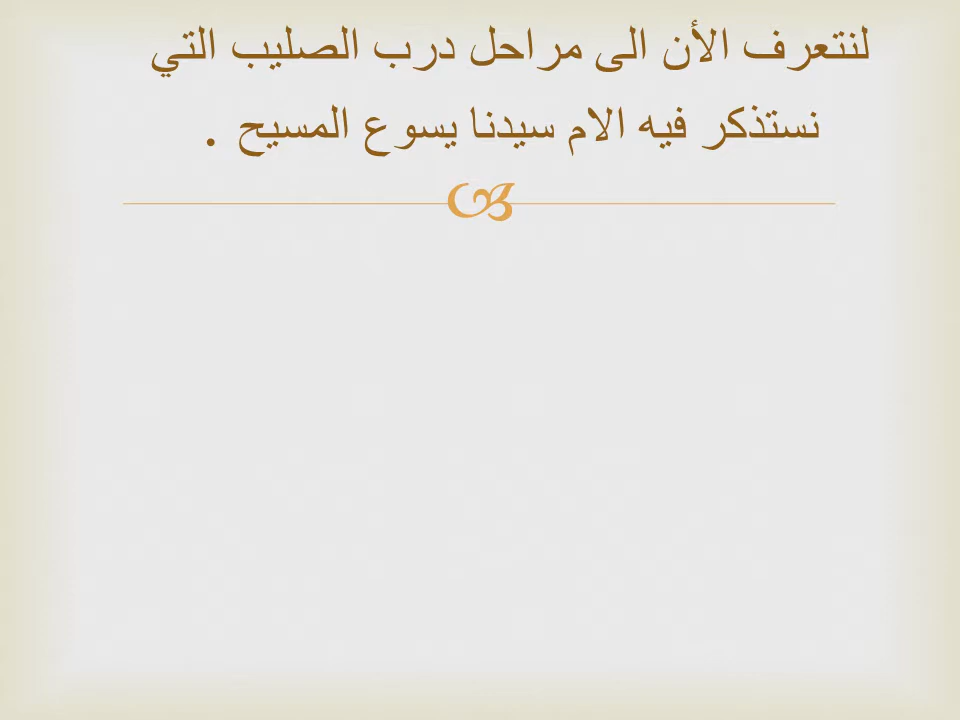 لنتعرف الأن الى مراحل درب الصليب التي
نستذكر فيه الام سيدنا يسوع المسيح .